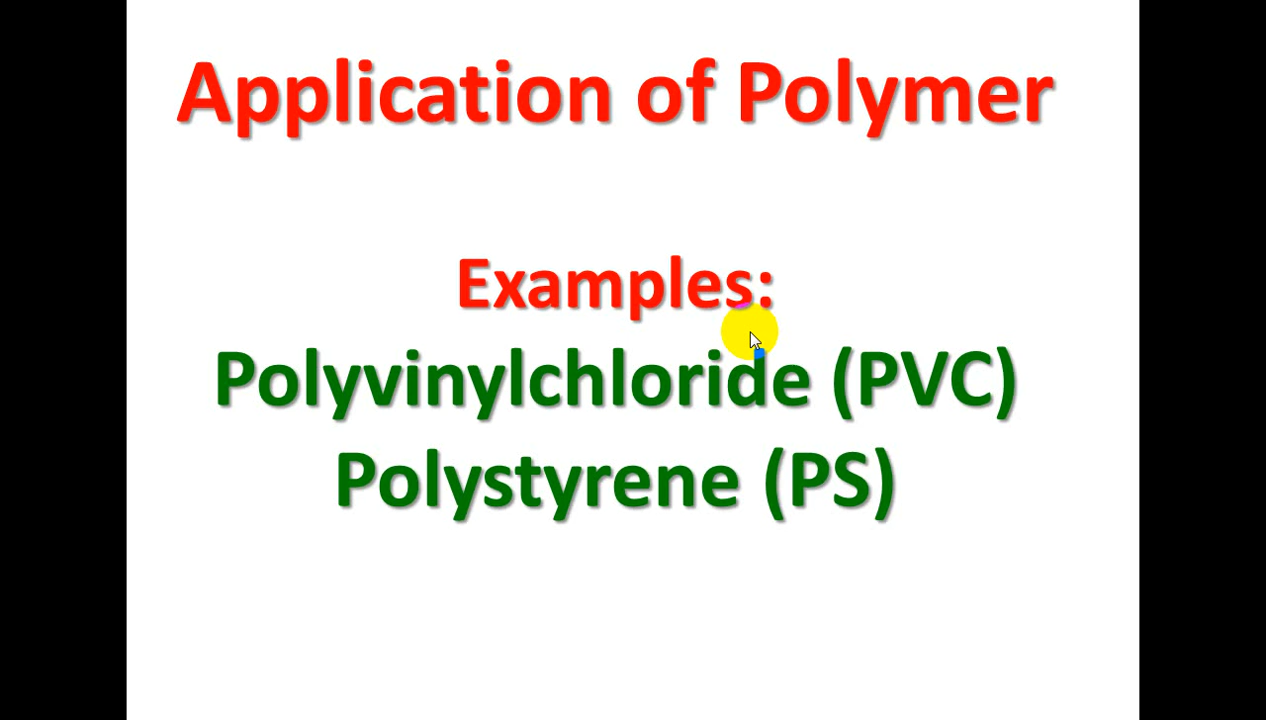 Application of Polymer
Examples:
Polyvinylchloride (PVC)
Polystyrene (PS)